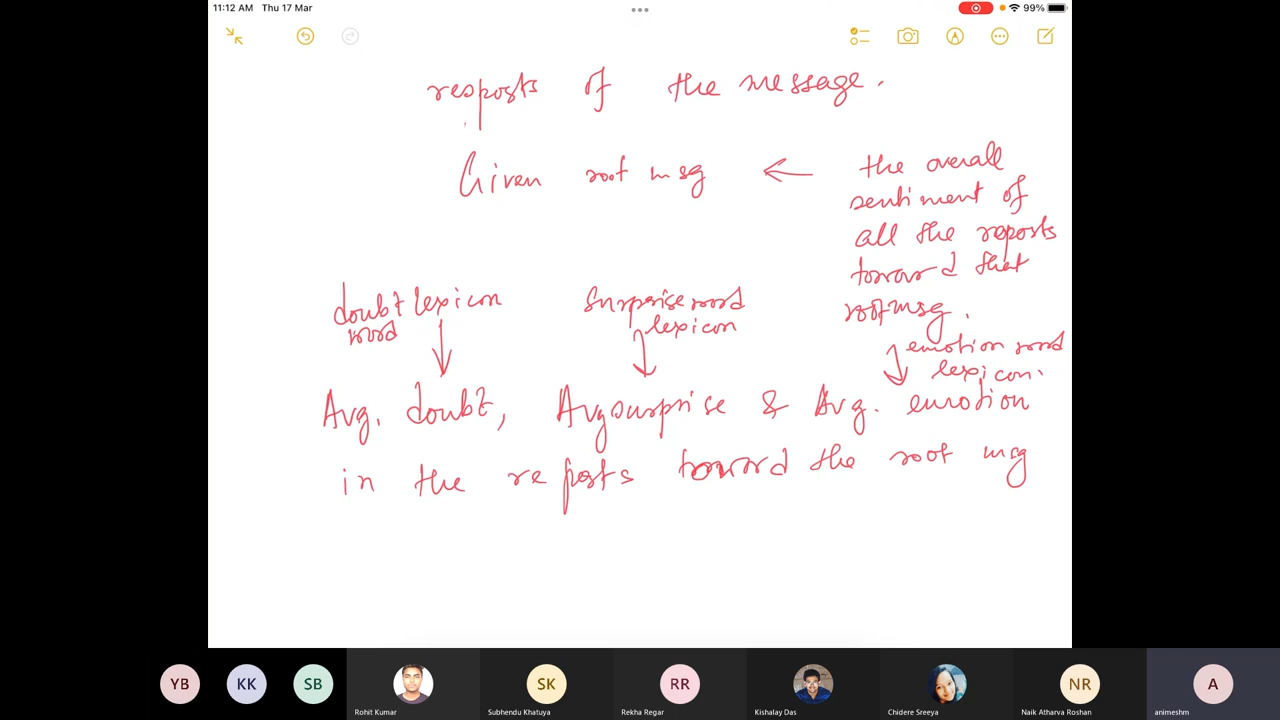 11:12 AM Thu 17 Mar
99%
resposts of the message.
Given root msg ← the overall
sentiment of
all the reposts
toward that
root msg.
doubt lexicon
word
surprise word
lexicon
emotion word
lexicon.
Avg. doubt, Avg surprise & Avg. emotion
in the reposts toward the root msg
YB KK SB SK RR NR A
Rohit Kumar Subhendu Khatuya Rekha Regar Kishalay Das Chidere Sreeya Naik Atharva Roshan animeshm